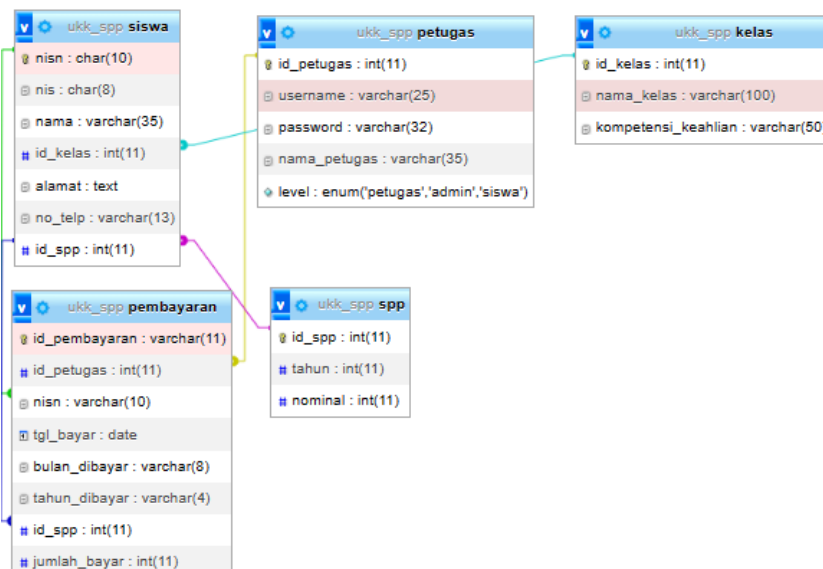 v ukk_spp siswa
nisn : char(10)
nis : char(8)
nama : varchar(35)
# id_kelas : int(11)
alamat : text
no_telp : varchar(13)
# id_spp : int(11)
v ukk_spp petugas
id_petugas : int(11)
username : varchar(25)
password : varchar(32)
nama_petugas : varchar(35)
level : enum('petugas','admin','siswa')
v ukk_spp kelas
id_kelas : int(11)
nama_kelas : varchar(100)
kompetensi_keahlian : varchar(50
v ukk_spp pembayaran
id_pembayaran : varchar(11)
# id_petugas : int(11)
nisn : varchar(10)
tgl_bayar : date
bulan_dibayar : varchar(8)
tahun_dibayar : varchar(4)
# id_spp : int(11)
# jumlah_bayar : int(11)
v ukk_spp spp
id_spp : int(11)
# tahun : int(11)
# nominal : int(11)